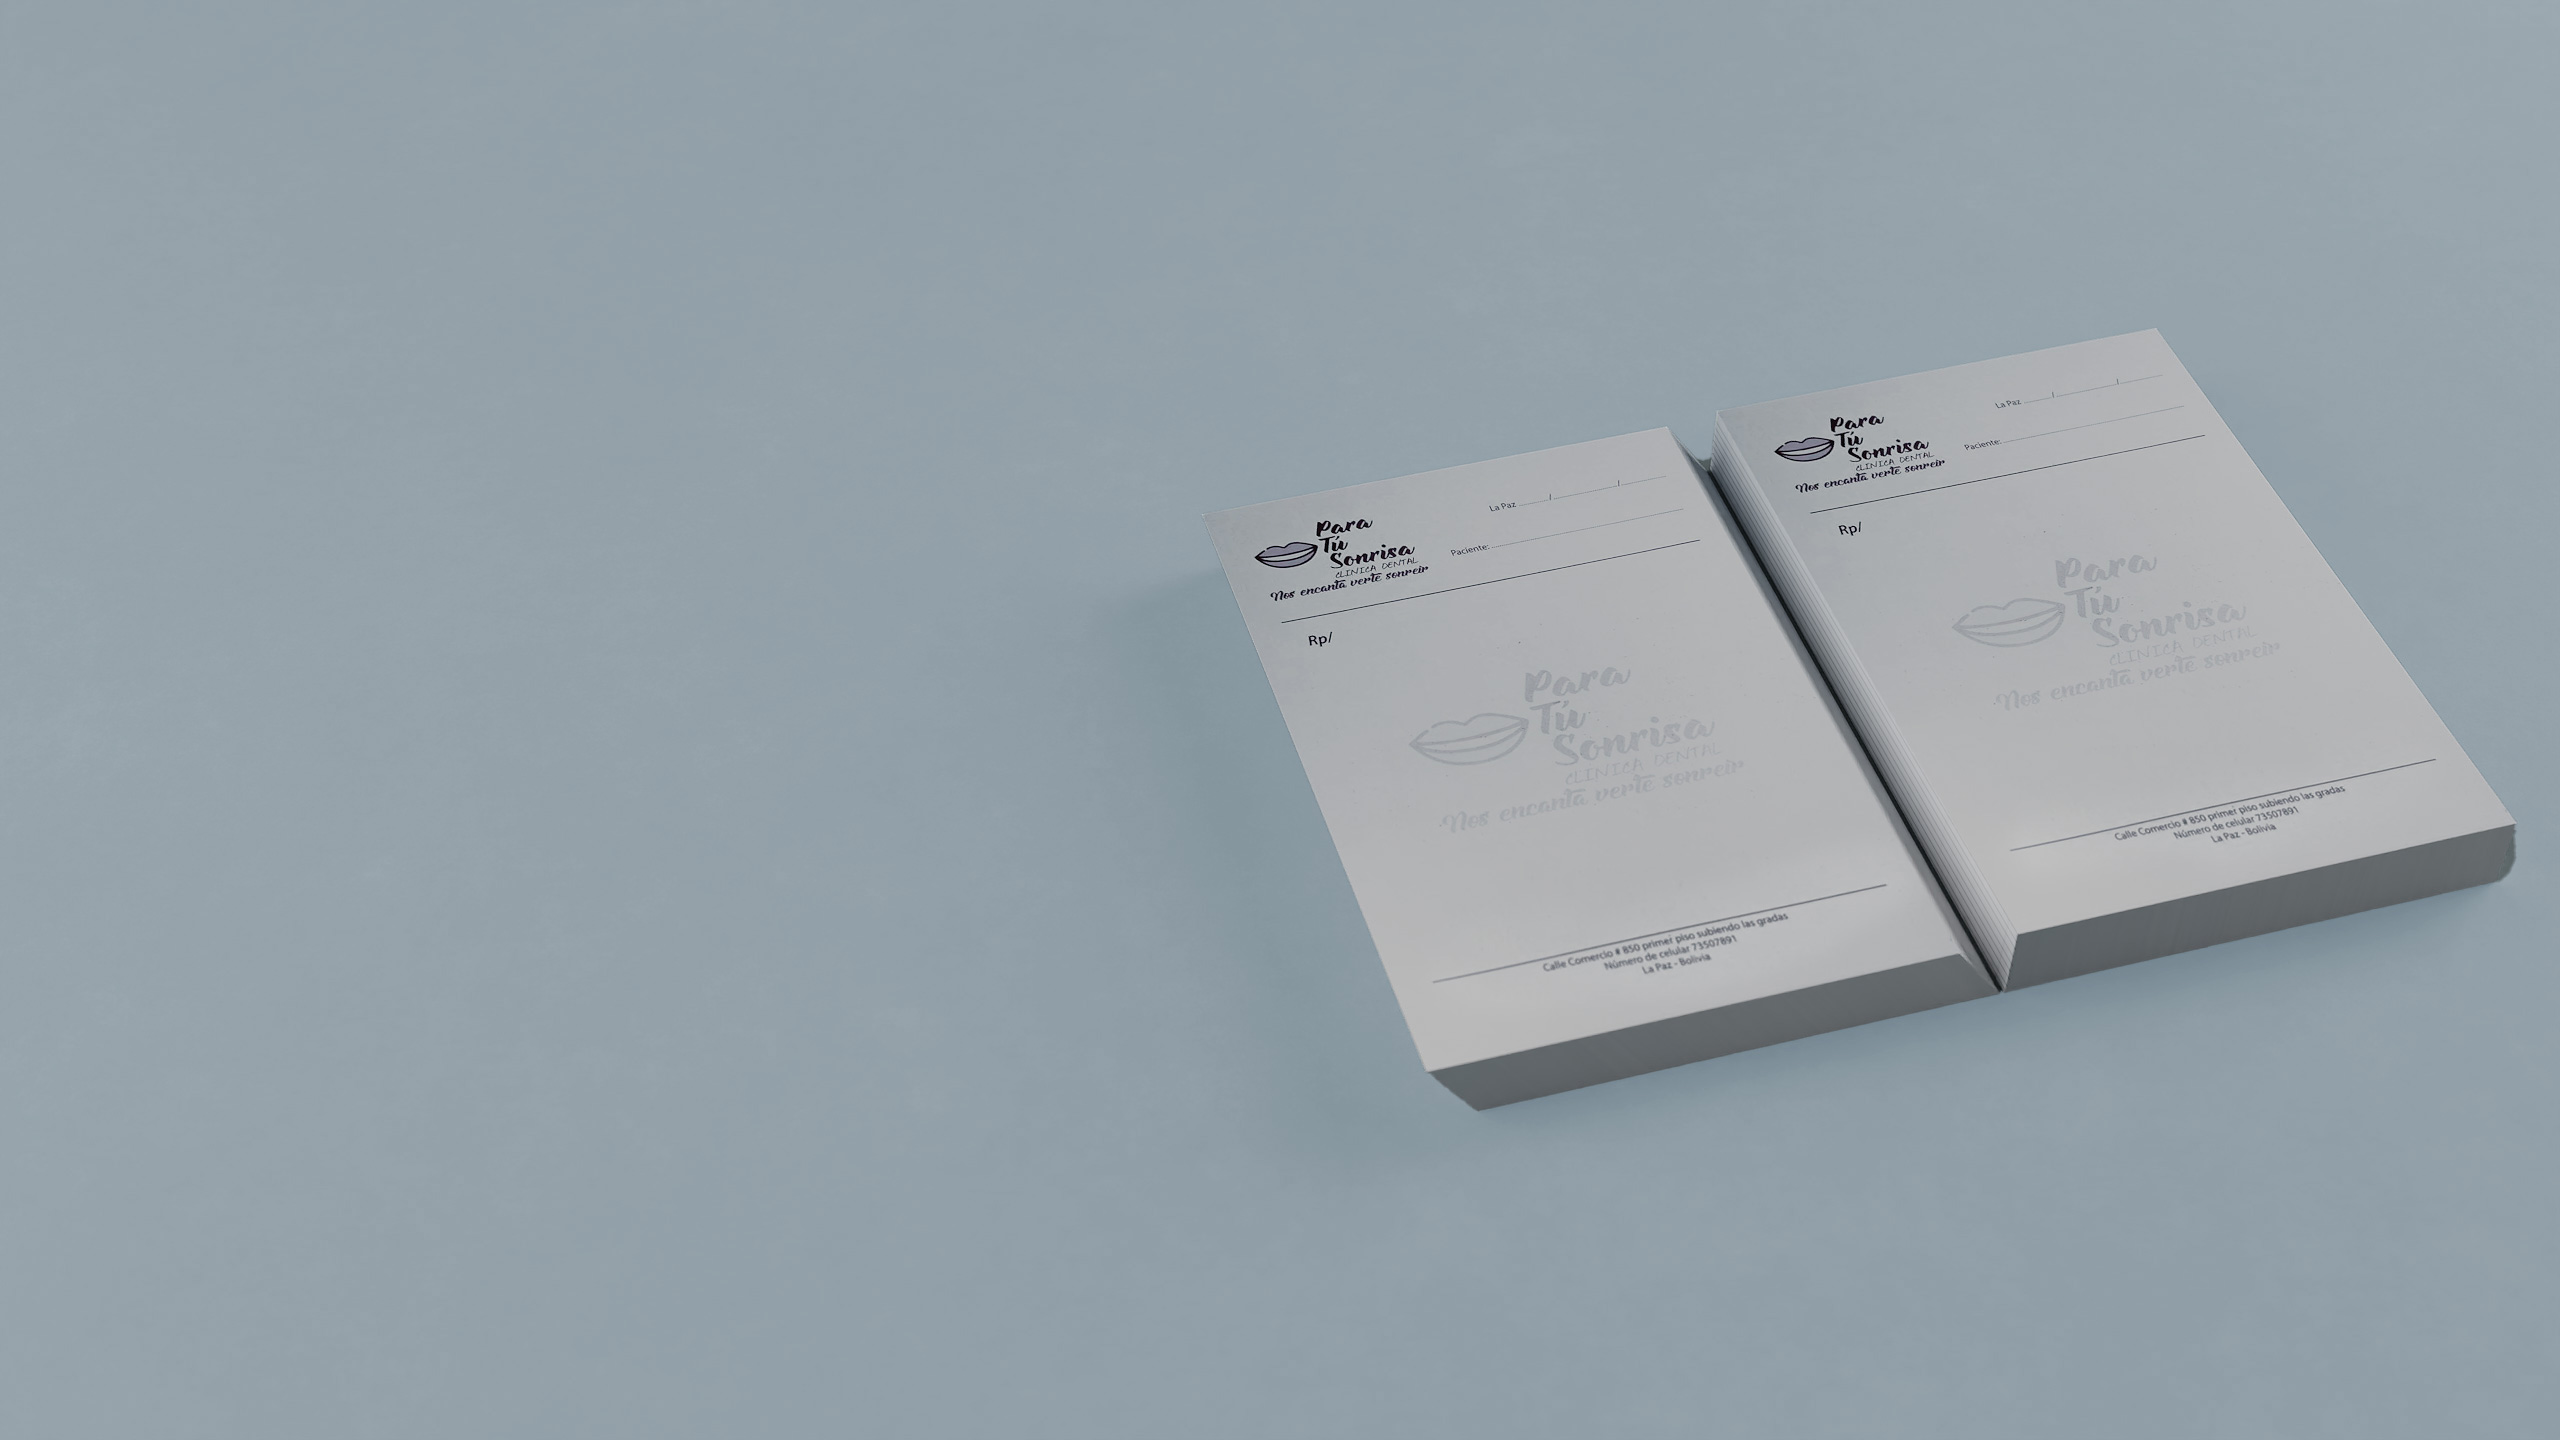 Para
Tú
Sonrisa
CLINICA DENTAL
Nos encanta verte sonreir
La Paz ........../............../..............
Paciente:
Rp/
Para
Tú
Sonrisa
CLINICA DENTAL
Nos encanta verte sonreir
Calle Comercio # 850 primer piso subiendo las gradas
Número de celular 73507891
La Paz - Bolivia
Para
Tú
Sonrisa
CLINICA DENTAL
Nos encanta verte sonreir
La Paz ........../............../..............
Paciente:
Rp/
Para
Tú
Sonrisa
CLINICA DENTAL
Nos encanta verte sonreir
Calle Comercio # 850 primer piso subiendo las gradas
Número de celular 73507891
La Paz - Bolivia